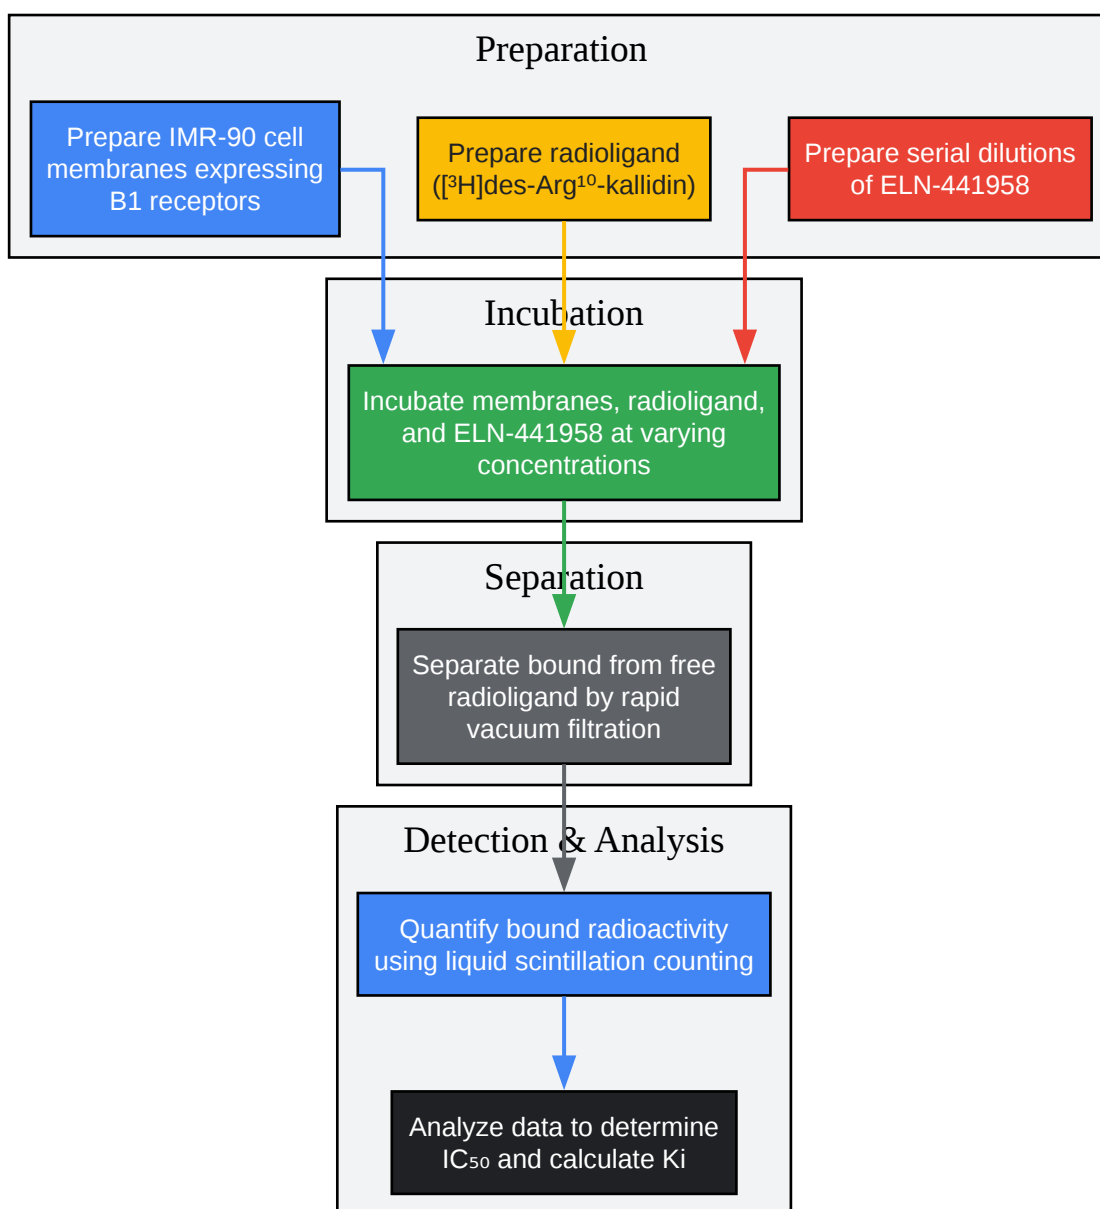 Preparation
Prepare IMR-90 cell
membranes expressing
B1 receptors
Prepare radioligand
([³H]des-Arg¹⁰-kallidin)
Prepare serial dilutions
of ELN-441958
Incubation
Incubate membranes, radioligand,
and ELN-441958 at varying
concentrations
Separation
Separate bound from free
radioligand by rapid
vacuum filtration
Detection & Analysis
Quantify bound radioactivity
using liquid scintillation counting
Analyze data to determine
IC₅₀ and calculate Ki